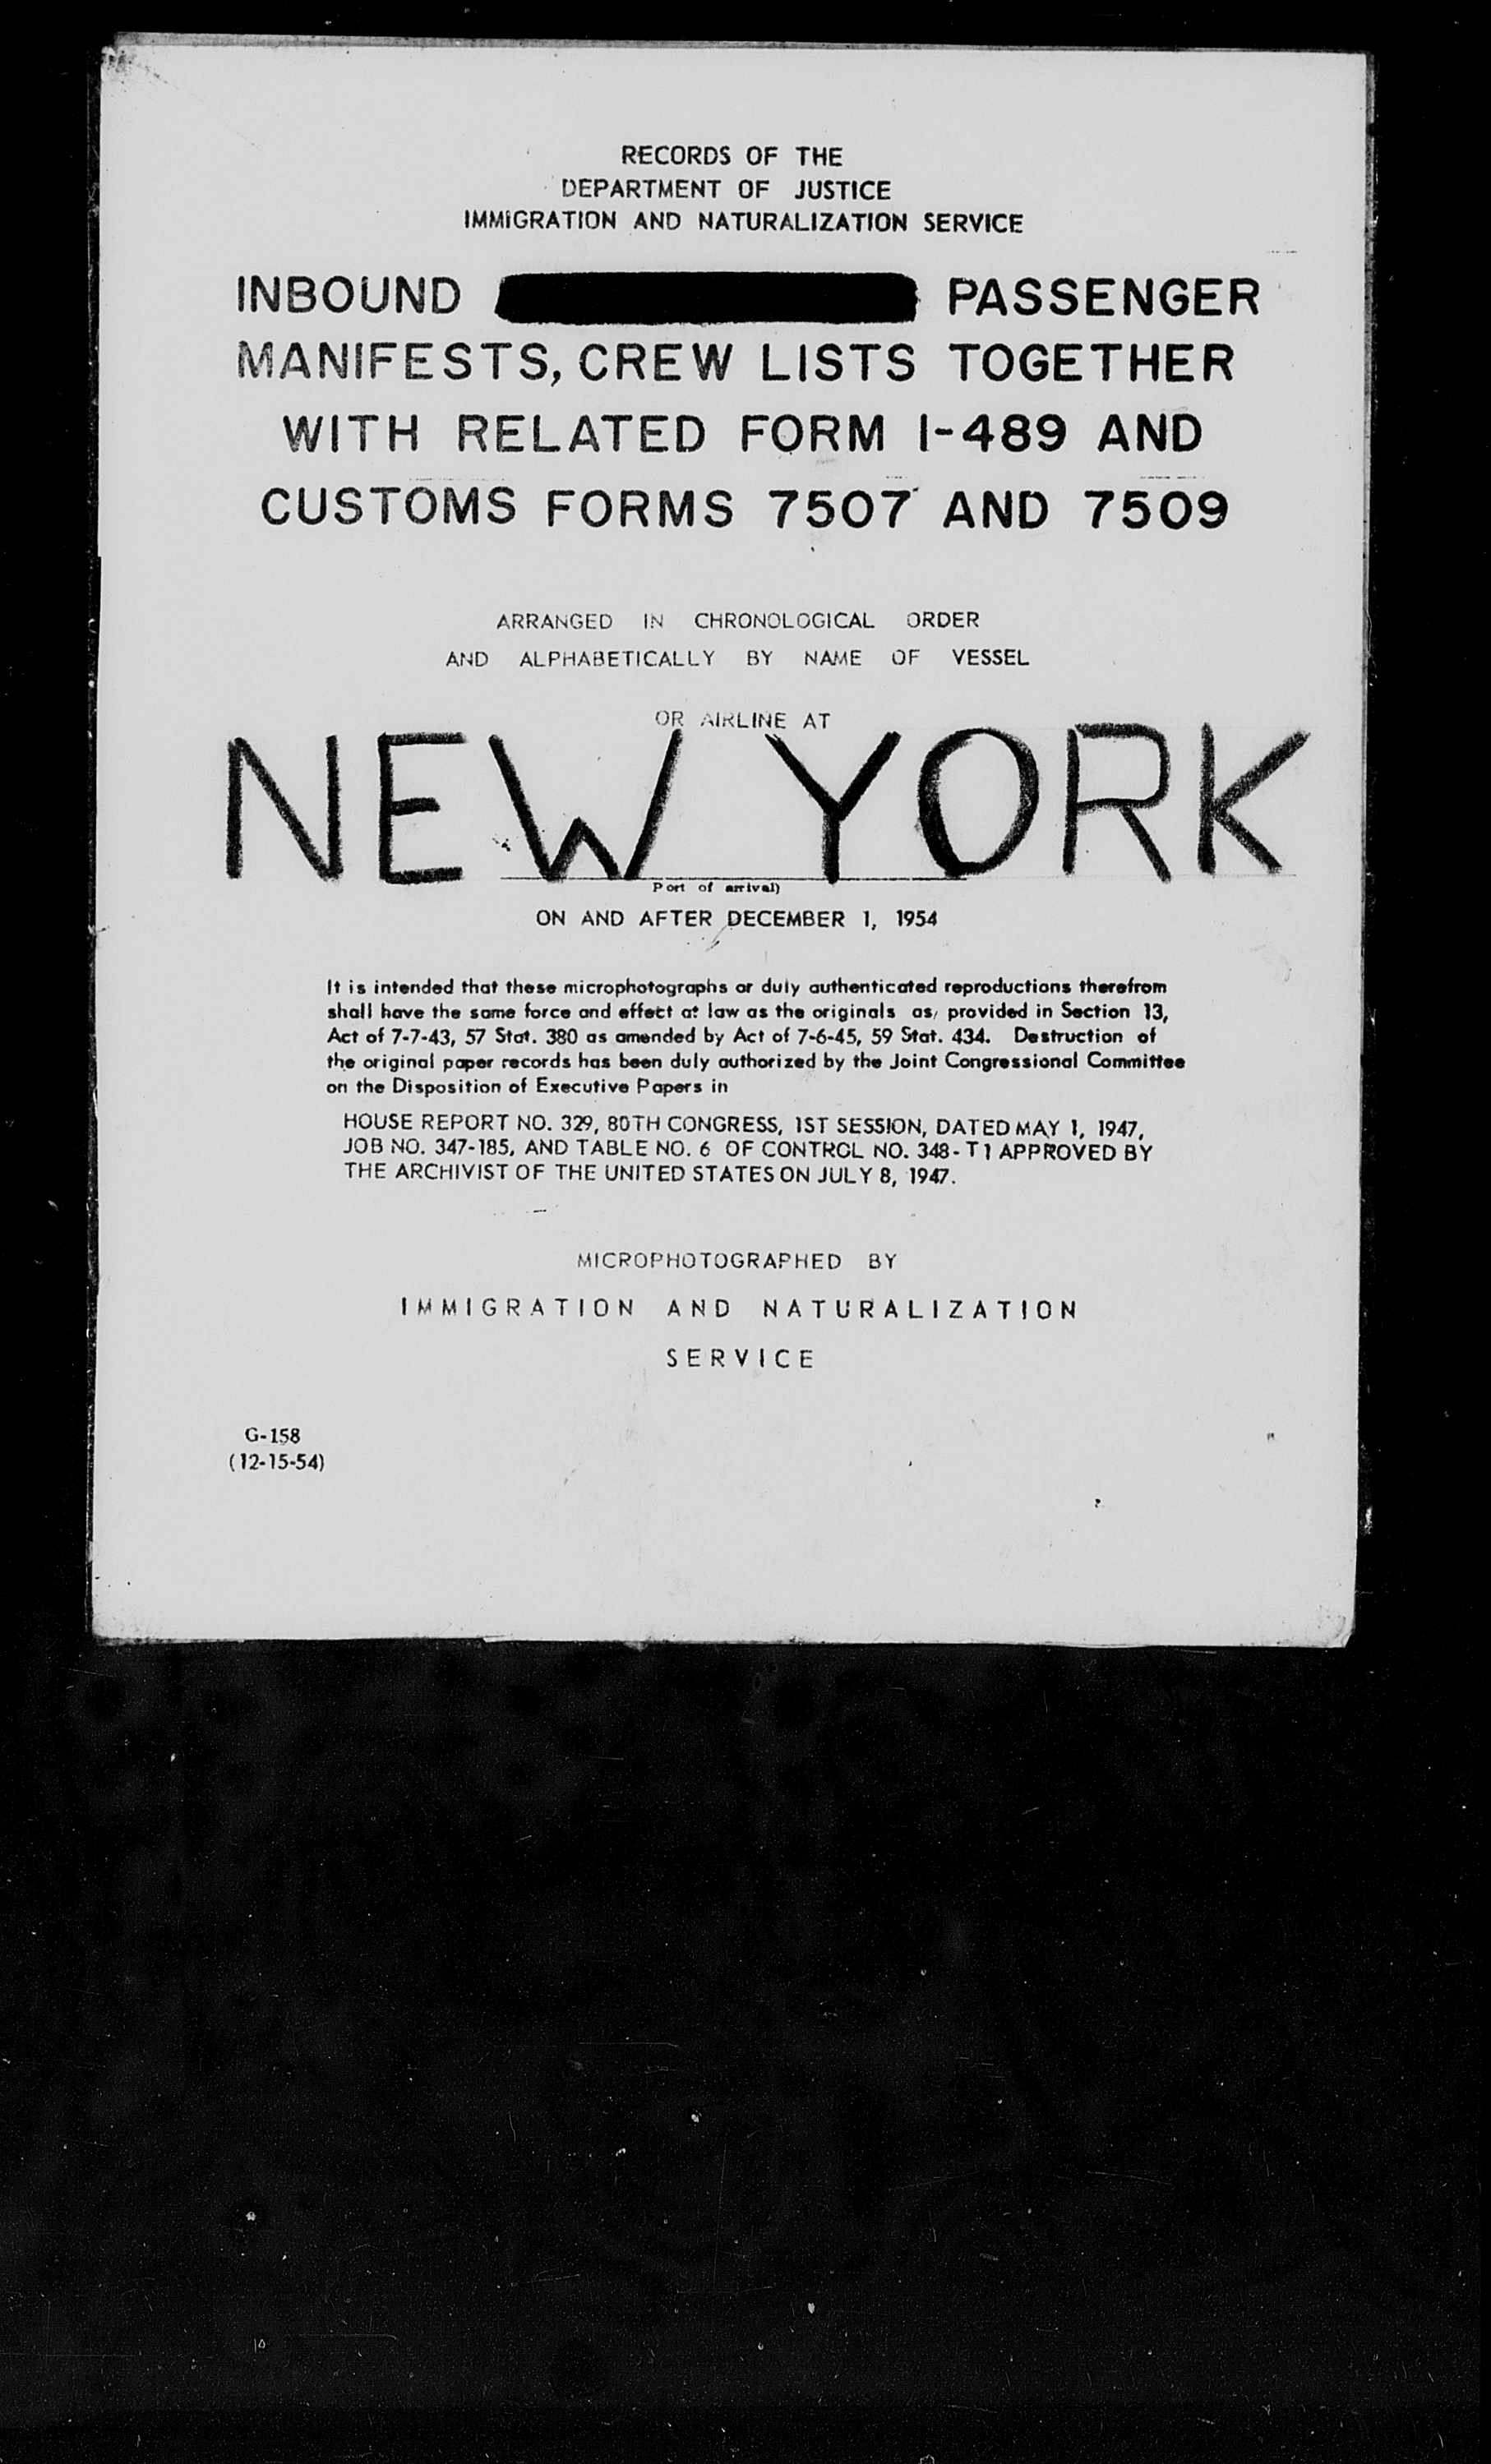 RECORDS OF THE
DEPARTMENT OF JUSTICE
IMMIGRATION AND NATURALIZATION SERVICE
INBOUND PASSENGER
MANIFESTS, CREW LISTS TOGETHER
WITH RELATED FORM I-489 AND
CUSTOMS FORMS 7507 AND 7509
ARRANGED IN CHRONOLOGICAL ORDER
AND ALPHABETICALLY BY NAME OF VESSEL
OR AIRLINE AT
NEW YORK
Port of arrival)
ON AND AFTER DECEMBER 1, 1954
It is intended that these microphotographs or duly authenticated reproductions therefrom
shall have the same force and effect at law as the originals as, provided in Section 13,
Act of 7-7-43, 57 Stat. 380 as amended by Act of 7-6-45, 59 Stat. 434. Destruction of
the original paper records has been duly authorized by the Joint Congressional Committee
on the Disposition of Executive Papers in
HOUSE REPORT NO. 329, 80TH CONGRESS, 1ST SESSION, DATED MAY 1, 1947,
JOB NO. 347-185, AND TABLE NO. 6 OF CONTROL NO. 348-T1 APPROVED BY
THE ARCHIVIST OF THE UNITED STATES ON JULY 8, 1947.
MICROPHOTOGRAPHED BY
IMMIGRATION AND NATURALIZATION
SERVICE
G-158
(12-15-54)